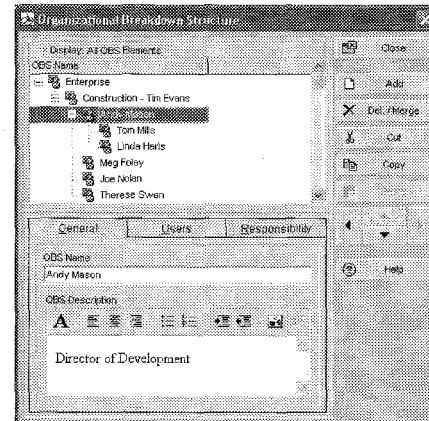 Organizational Breakdown Structure
Display: All OBS Elements
OBS Name
Enterprise
Construction - Tim Evans
Andy Mason
Tom Mills
Linda Harris
Meg Foley
Joe Nolan
Therese Swan
Close
Add
Del./Merge
Cut
Copy
General Users Responsibility
OBS Name
Andy Mason
OBS Description
A
Director of Development
Help